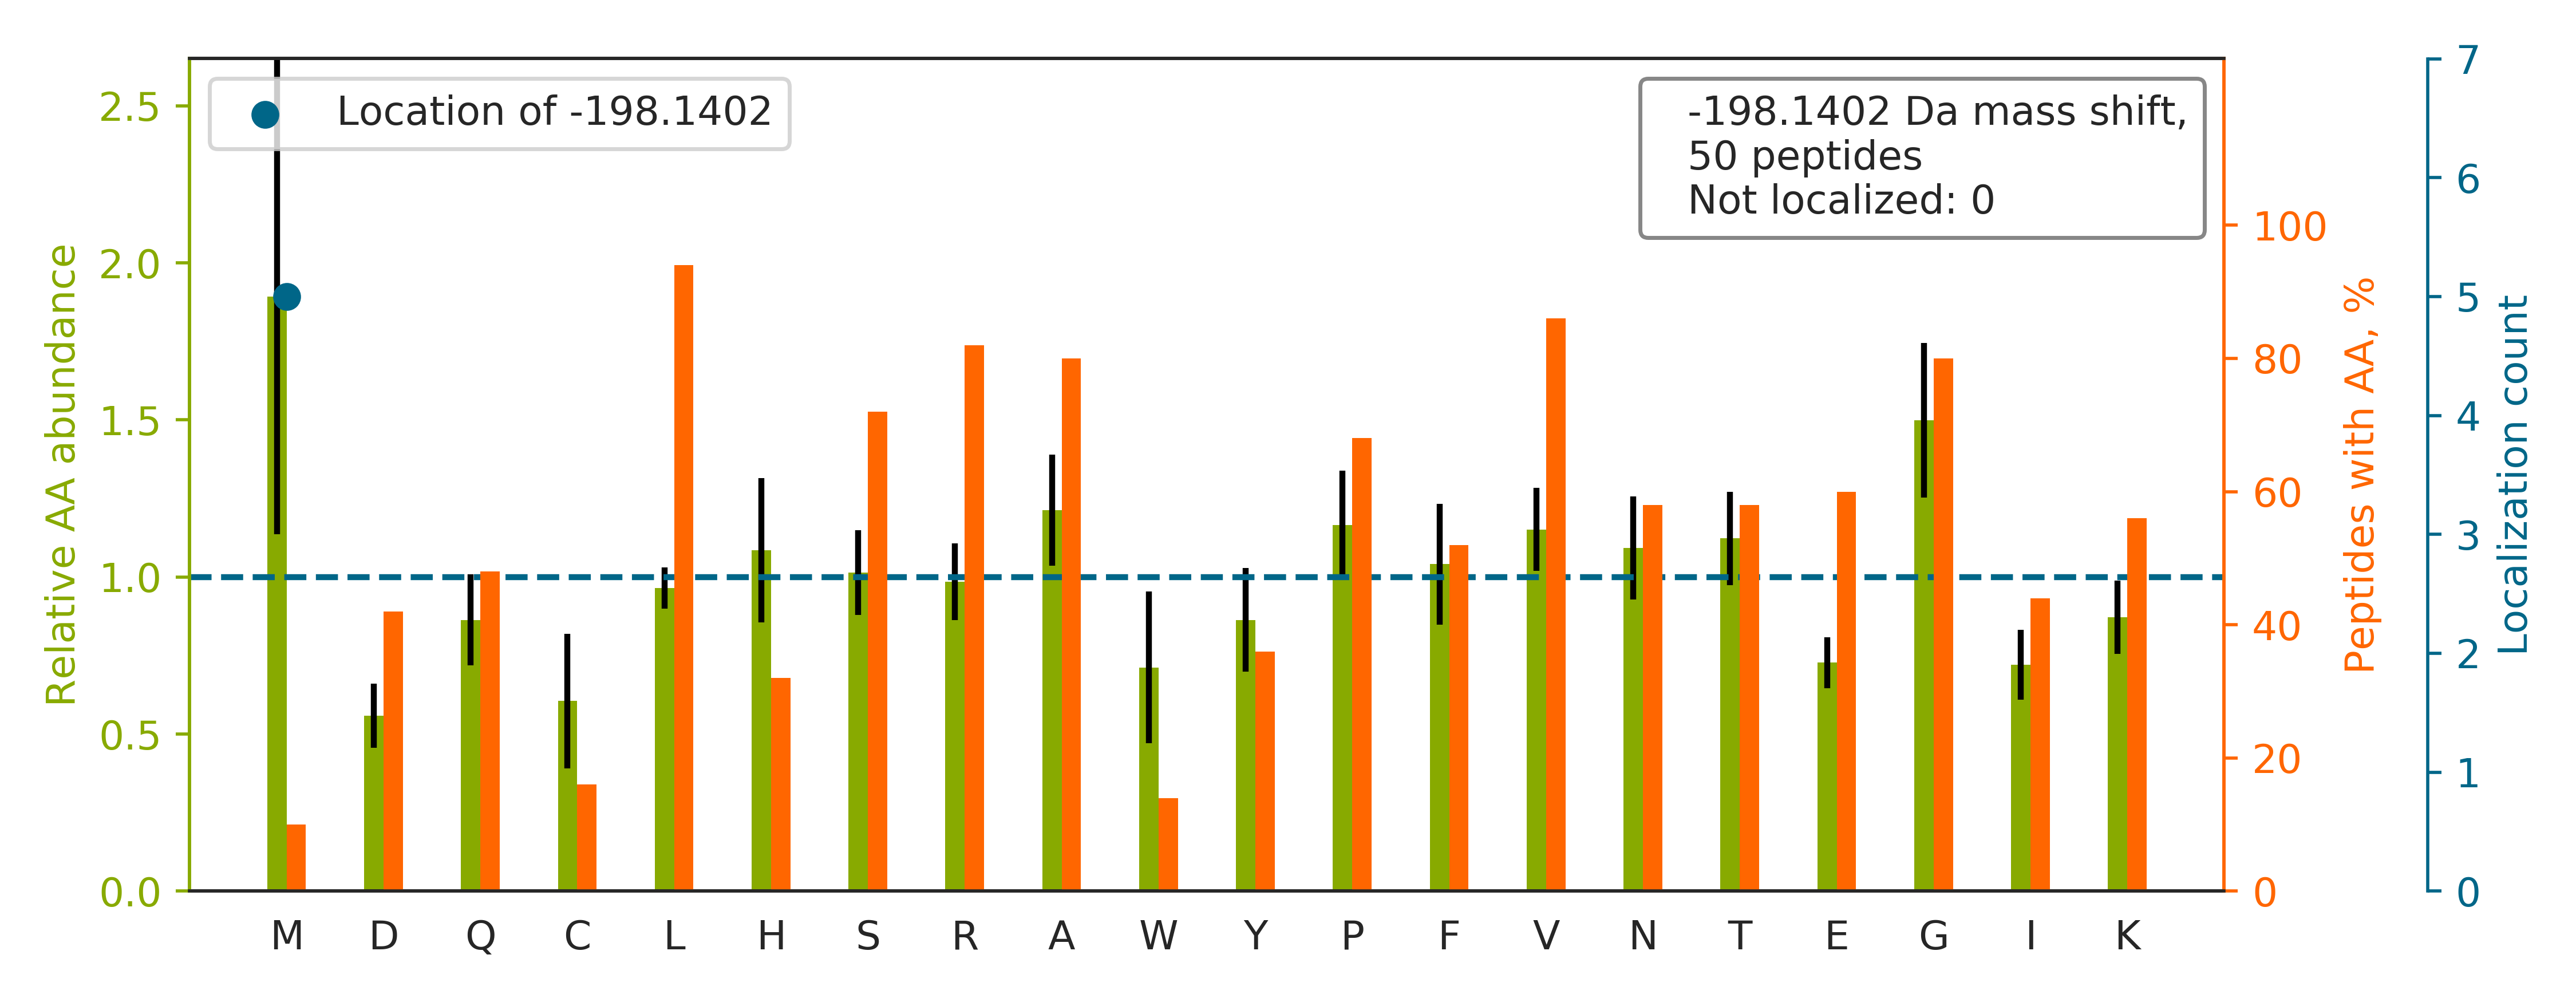 Location of -198.1402
-198.1402 Da mass shift,
50 peptides
Not localized: 0
Relative AA abundance
2.5
2.0
1.5
1.0
0.5
0.0
M D Q C L H S R A W Y P F V N T E G I K
100
80
60
40
20
0
Peptides with AA, %
7
6
5
4
3
2
1
0
Localization count